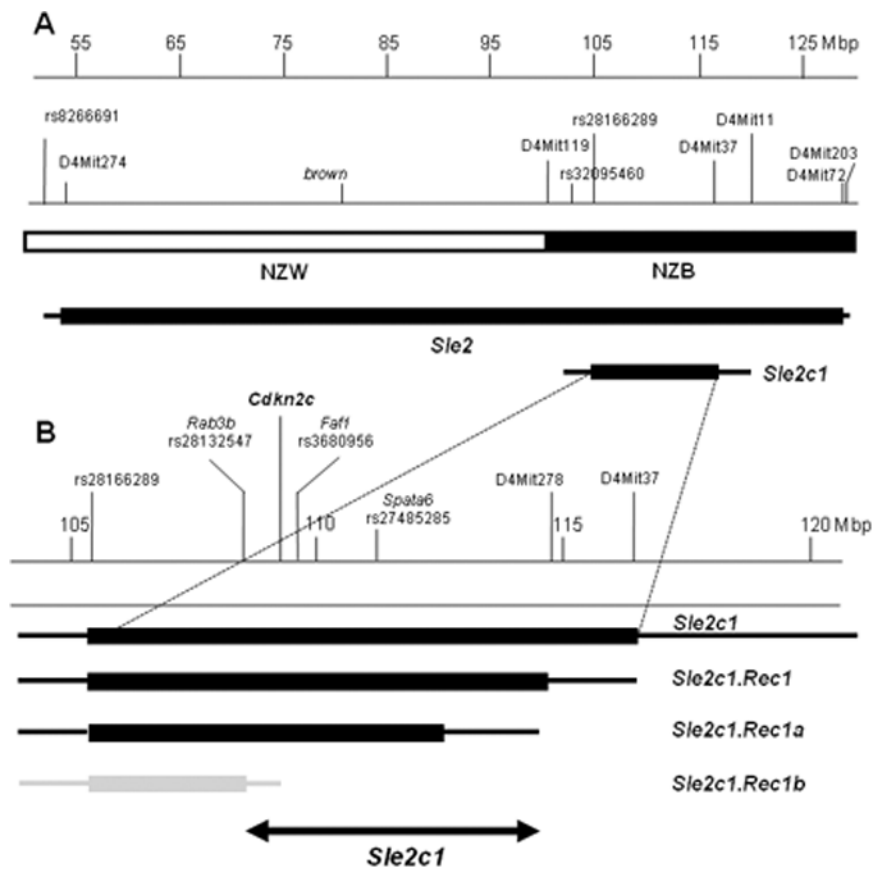 A
55 65 75 85 95 105 115 125 Mbp
rs8266691
rs28166289
D4Mit11
D4Mit274
brown
D4Mit119
rs32095460
D4Mit37
D4Mit203
D4Mit72
NZW NZB
Sle2
Sle2c1
Cdkn2c
B
Rab3b
rs28132547
Faf1
rs3680956
rs28166289
Spata6
rs27485285
D4Mit278
D4Mit37
105 110 115 120 Mbp
Sle2c1
Sle2c1.Rec1
Sle2c1.Rec1a
Sle2c1.Rec1b
Sle2c1